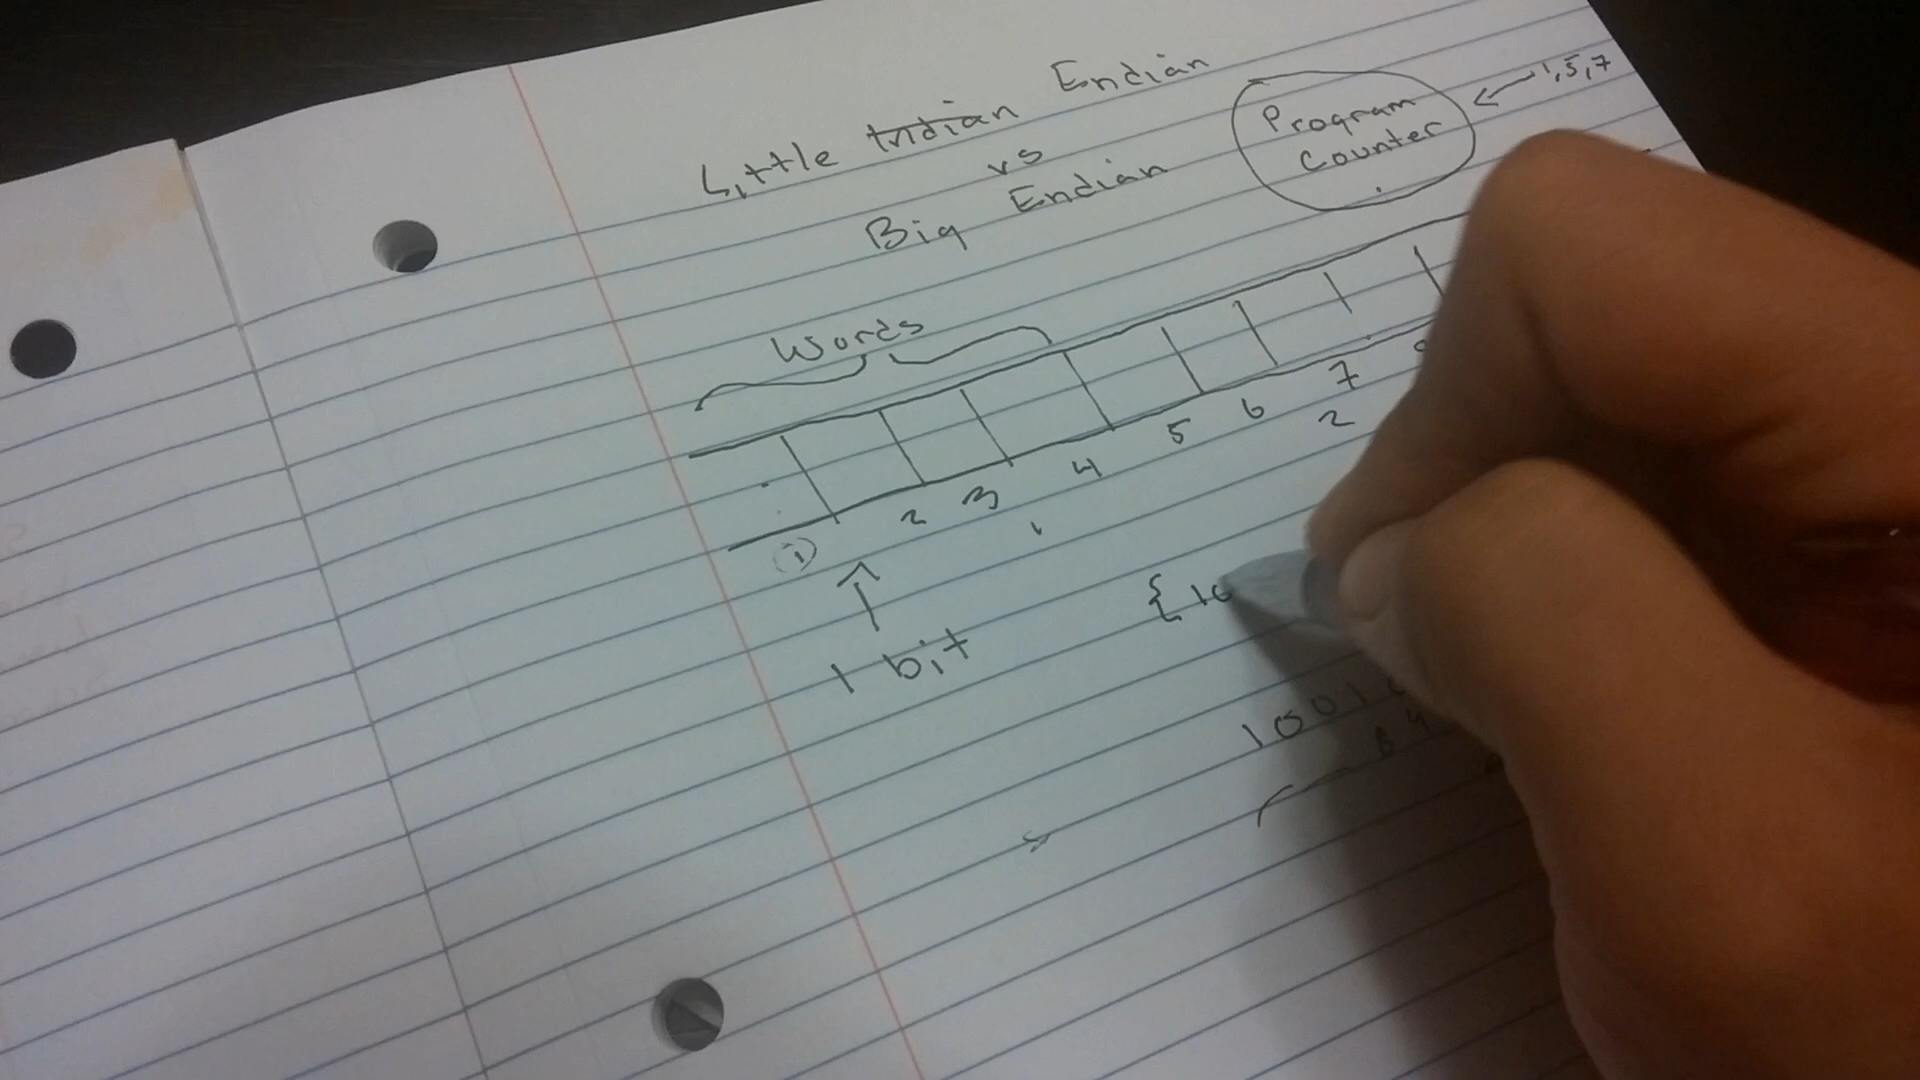 Little Indian Endian
vs
Big Endian
Program
Counter
1,5,7
Words
1 2 3 4 5 6 7
1 2
1 bit
{10
1001